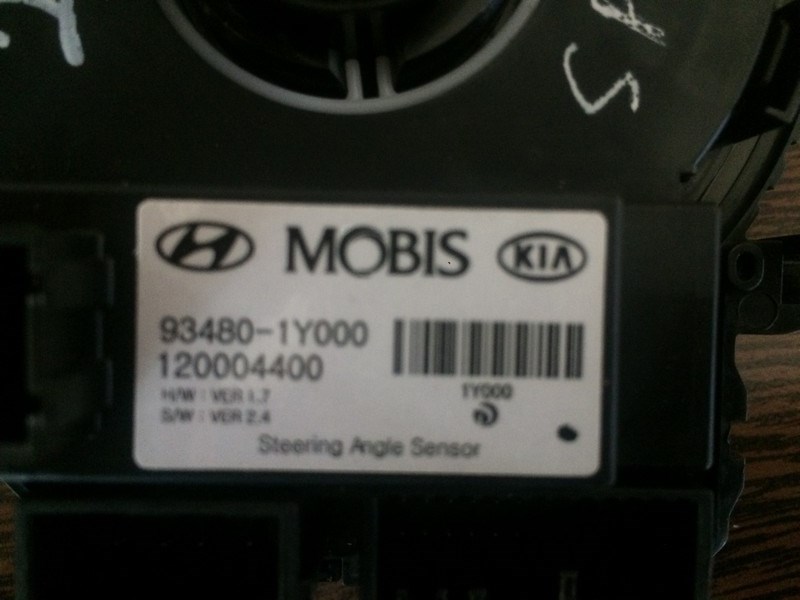 MOBIS KIA
93480-1Y000
120004400
H/W : VER 1.7
S/W : VER 2.4
1Y000
Steering Angle Sensor